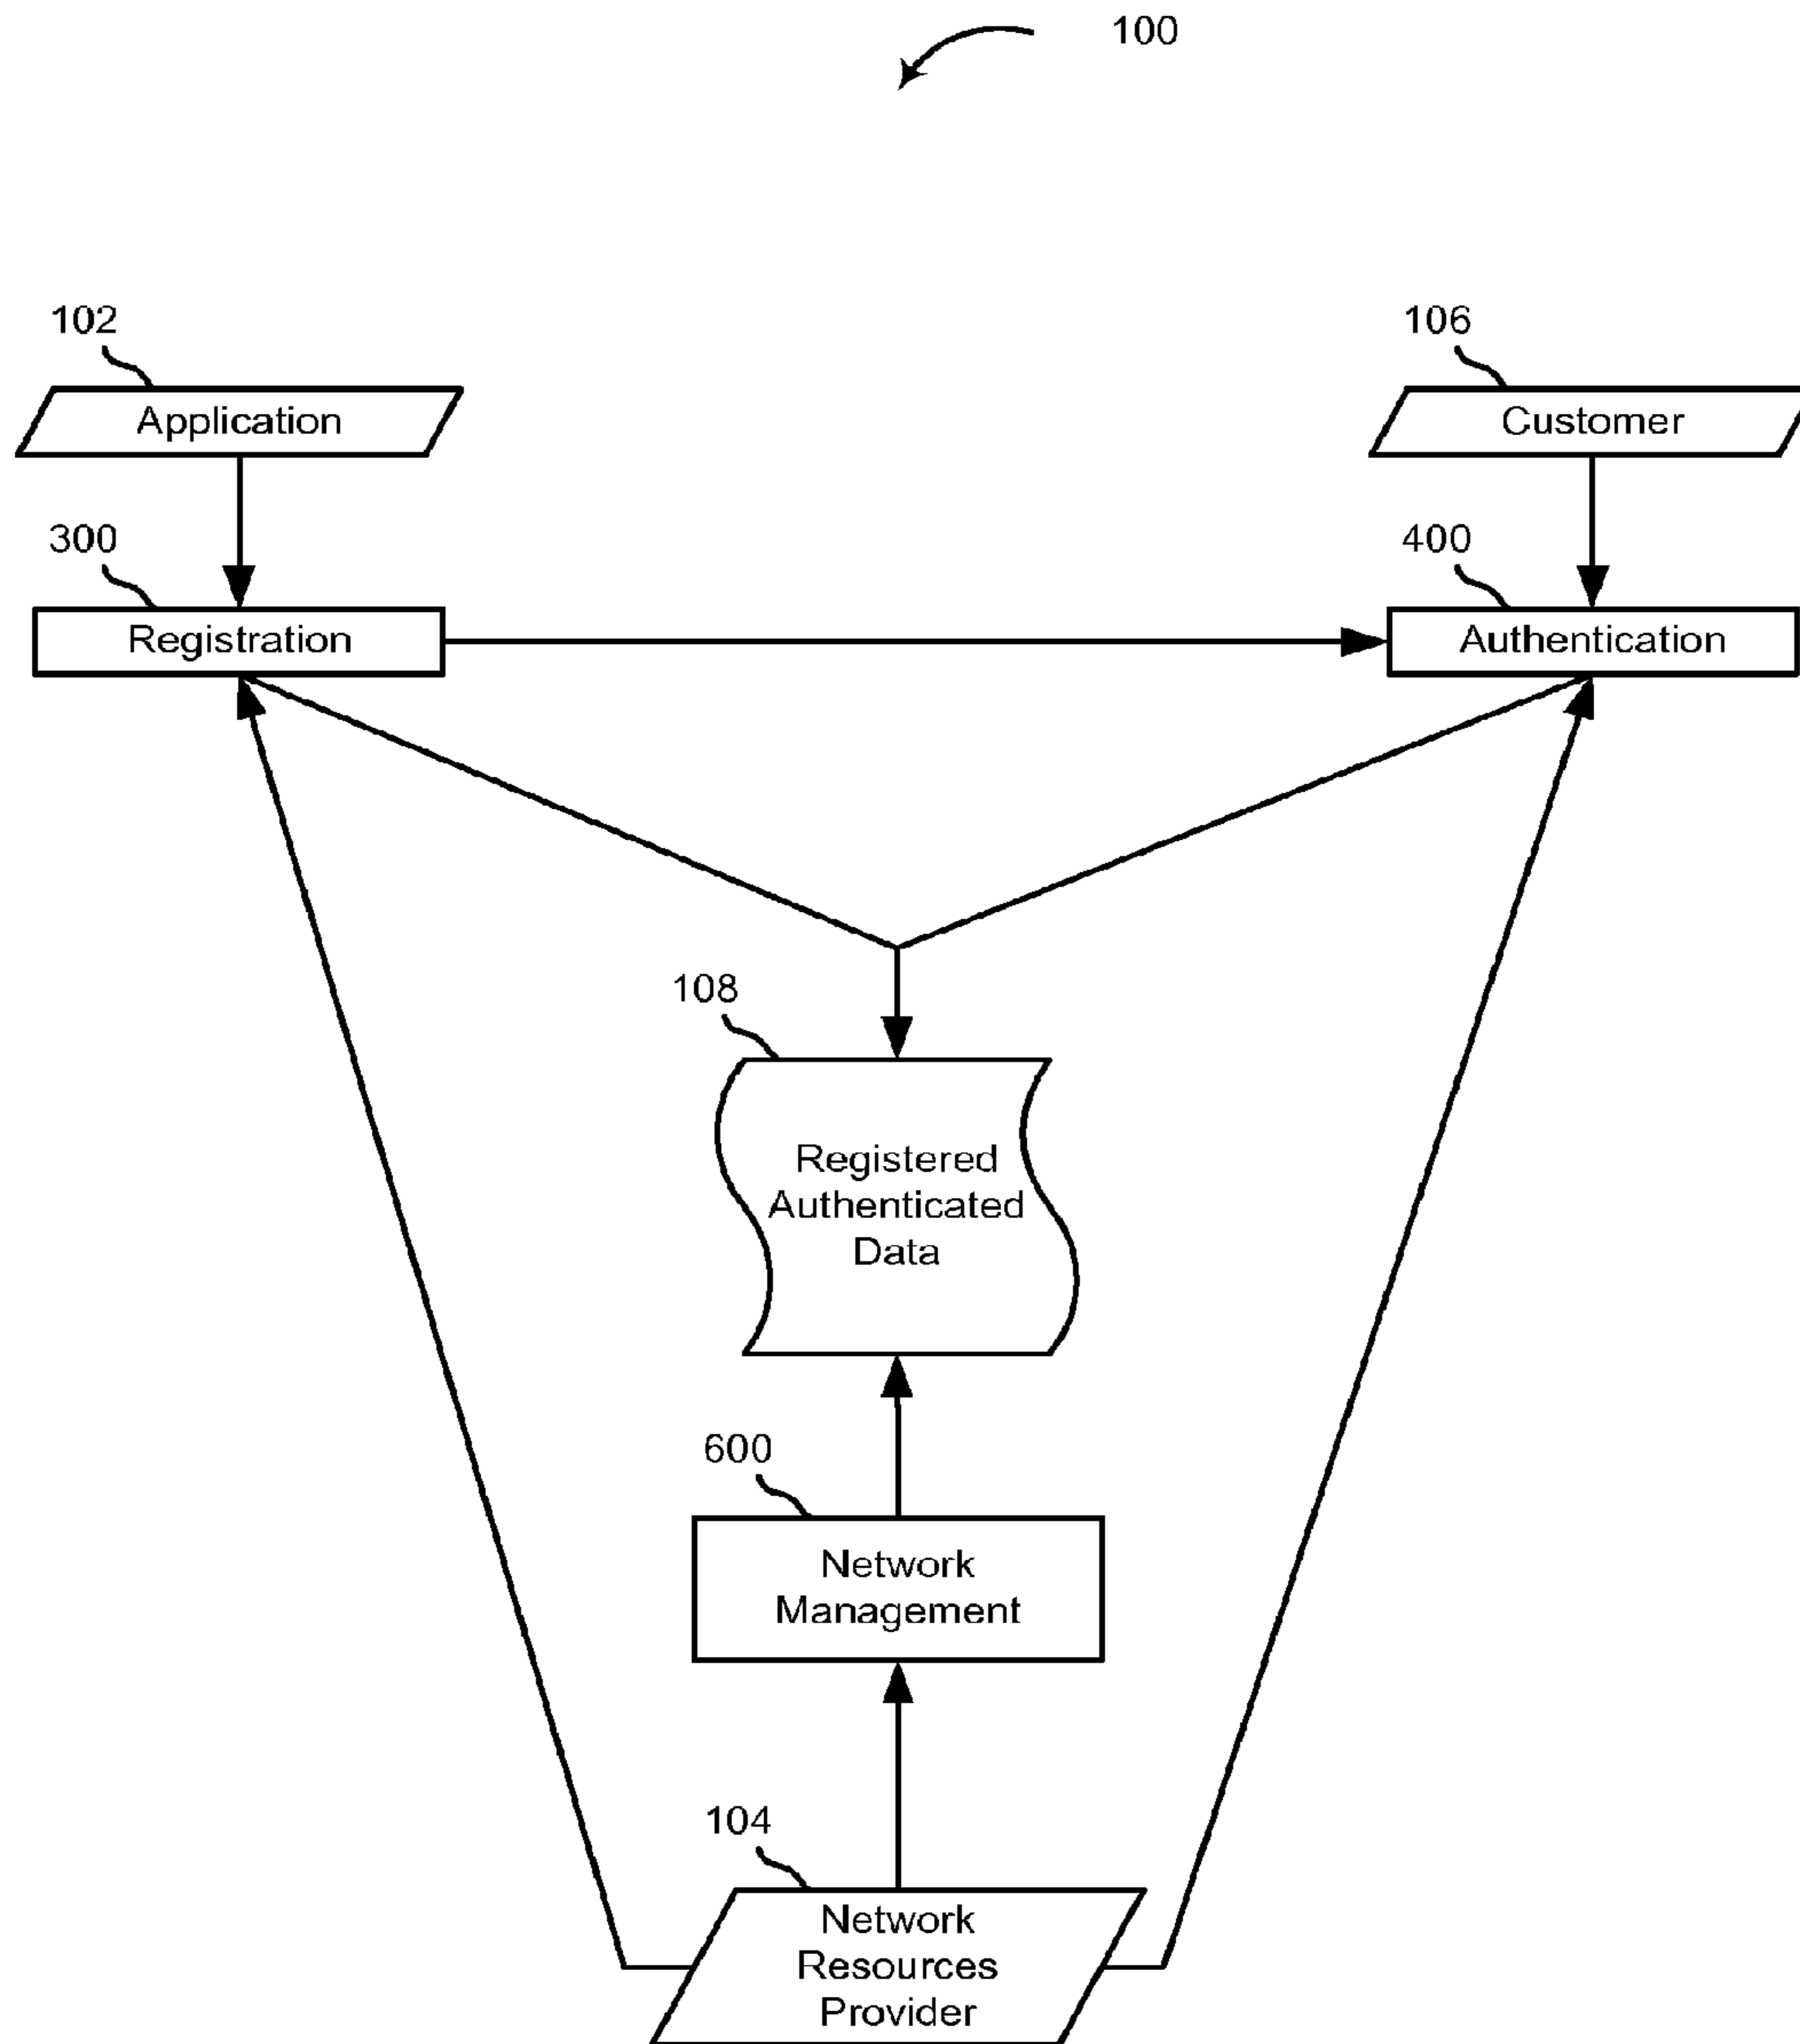 100
102
106
Application
Customer
300
400
Registration
Authentication
108
Registered
Authenticated
Data
600
Network
Management
104
Network
Resources
Provider